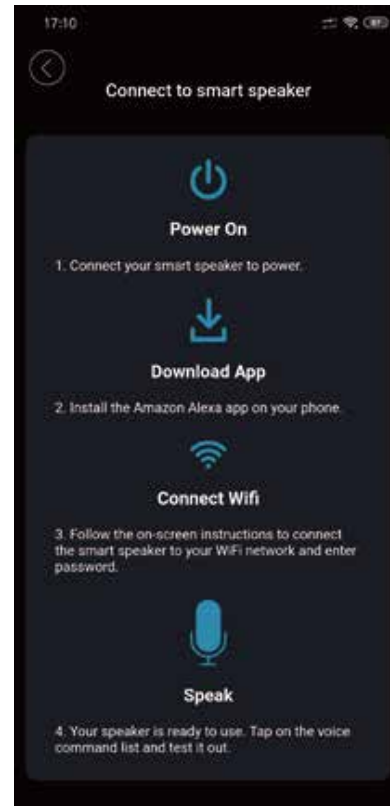 17:10
Connect to smart speaker
Power On
1. Connect your smart speaker to power.
Download App
2. Install the Amazon Alexa app on your phone.
Connect Wifi
3. Follow the on-screen instructions to connect
the smart speaker to your WiFi network and enter
password.
Speak
4. Your speaker is ready to use. Tap on the voice
command list and test it out.